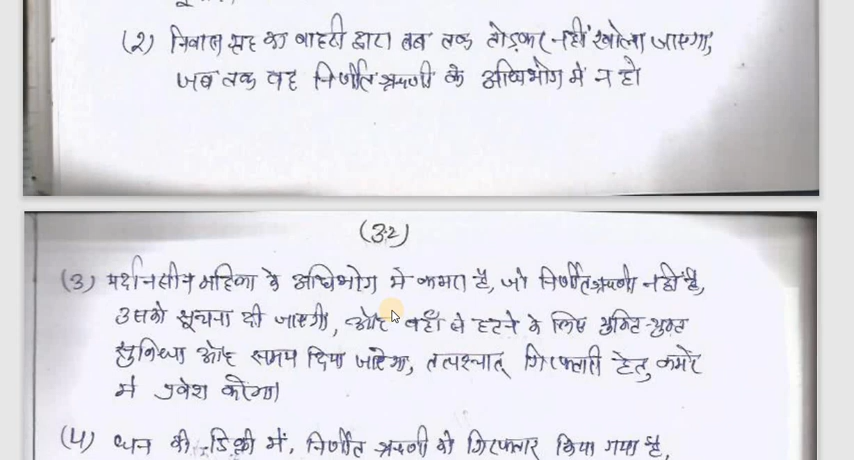 (2) निवास गृह का बाहरी द्वारा तब तक तोड़कर नहीं खोला जाएगा,
जब तक वह निर्णीत ऋणी के अधिभोग में न हो
(32)
(3) पर्दानसीन महिला के अधिभोग में कमरा है, जो निर्णीत ऋणी नहीं है,
उसको सूचना दी जाएगी, और वहाँ से हटने के लिए युक्ति-युक्त
सुविधा और समय दिया जाएगा, तत्पश्चात् गिरफ्तारी हेतु कमरे
में प्रवेश करेगा।
(4) धन की डिक्री में, निर्णीत ऋणी को गिरफ्तार किया गया है,